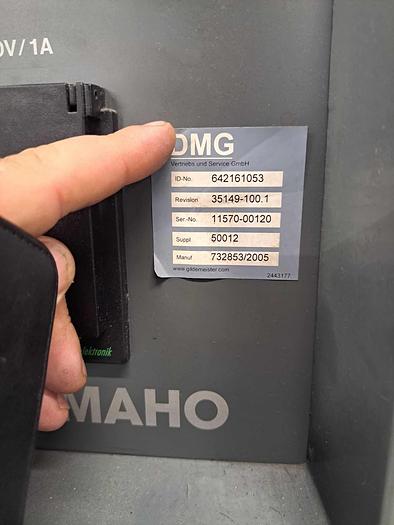 0V/1A
DMG
Vertriebs und Service GmbH
ID-No. 642161053
Revision 35149-100.1
Ser.-No. 11570-00120
Suppl 50012
Manuf 732853/2005
www.gildemeister.com 2443177
elektronik
MAHO